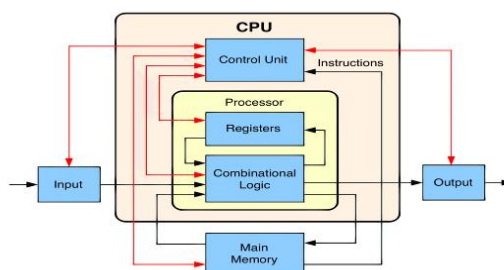 CPU
Control Unit
Instructions
Processor
Registers
Combinational
Logic
Input
Output
Main
Memory